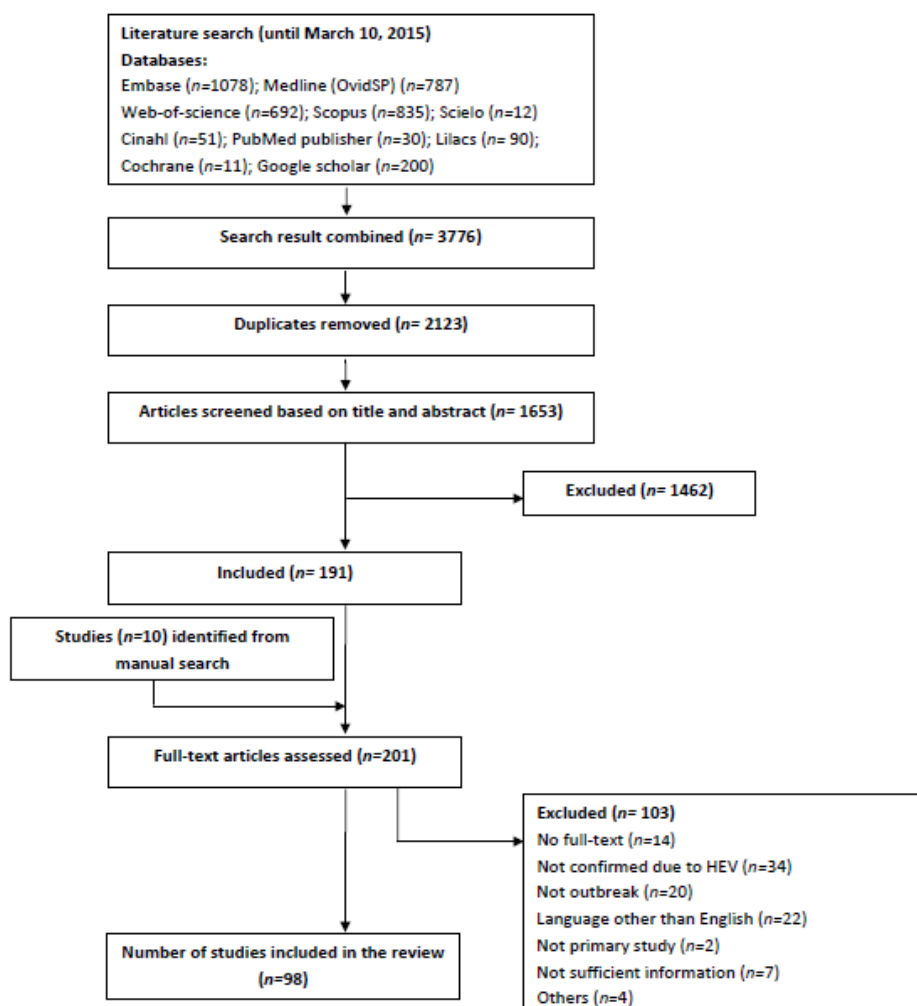 Literature search (until March 10, 2015)
Databases:
Embase (n=1078); Medline (OvidSP) (n=787)
Web-of-science (n=692); Scopus (n=835); Scielo (n=12)
Cinahl (n=51); PubMed publisher (n=30); Lilacs (n= 90);
Cochrane (n=11); Google scholar (n=200)
Search result combined (n= 3776)
Duplicates removed (n= 2123)
Articles screened based on title and abstract (n= 1653)
Excluded (n= 1462)
Included (n= 191)
Studies (n=10) identified from
manual search
Full-text articles assessed (n=201)
Excluded (n= 103)
No full-text (n=14)
Not confirmed due to HEV (n=34)
Not outbreak (n=20)
Language other than English (n=22)
Not primary study (n=2)
Not sufficient information (n=7)
Others (n=4)
Number of studies included in the review
(n=98)